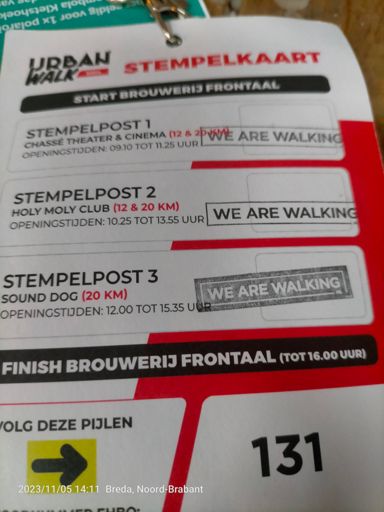 eldig voor 1x polaro
URBAN
WALK
STEMPELKAART
START BROUWERIJ FRONTAAL
STEMPELPOST 1
CHASSÉ THEATER & CINEMA (12 & 20 KM)
WE ARE WALKING
OPENINGSTIJDEN: 09.10 TOT 11.25 UUR
STEMPELPOST 2
HOLY MOLY CLUB (12 & 20 KM)
WE ARE WALKING
OPENINGSTIJDEN: 10.25 TOT 13.55 UUR
STEMPELPOST 3
SOUND DOG (20 KM)
WE ARE WALKING
OPENINGSTIJDEN: 12.00 TOT 15.35 UUR
FINISH BROUWERIJ FRONTAAL (TOT 16.00 UUR)
VOLG DEZE PIJLEN
131
2023/11/05 14:11 Breda, Noord-Brabant